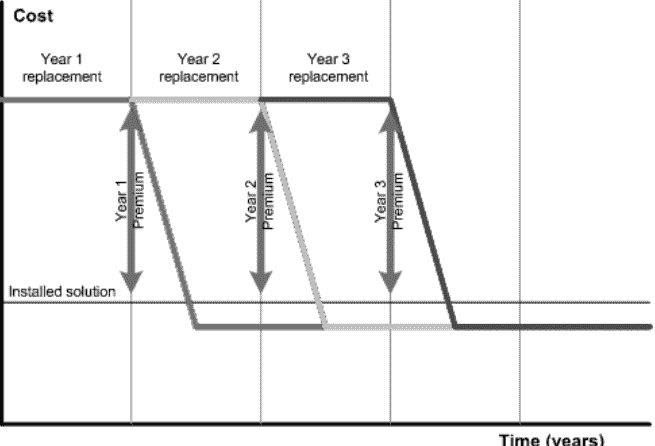 Cost
Year 1
replacement
Year 2
replacement
Year 3
replacement
Year 1
Premium
Year 2
Premium
Year 3
Premium
Installed solution
Time (years)